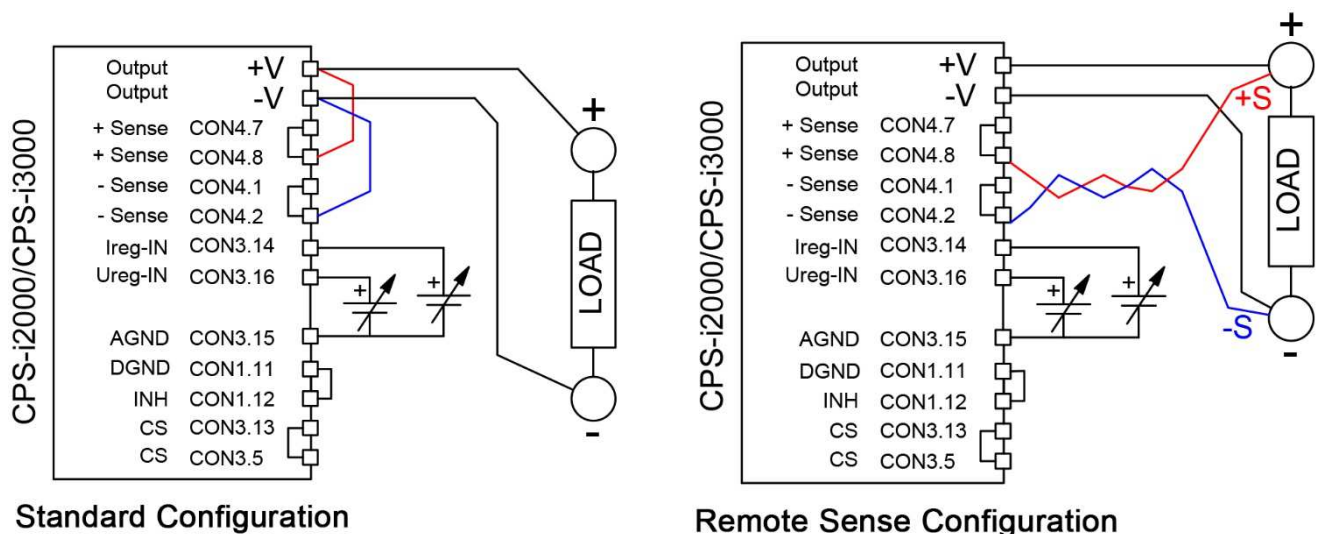 CPS-i2000/CPS-i3000
Output +V
Output -V
+ Sense CON4.7
+ Sense CON4.8
- Sense CON4.1
- Sense CON4.2
Ireg-IN CON3.14
Ureg-IN CON3.16
AGND CON3.15
DGND CON1.11
INH CON1.12
CS CON3.13
CS CON3.5
+
+
+
LOAD
-
Standard Configuration
CPS-i2000/CPS-i3000
Output +V
Output -V
+ Sense CON4.7
+ Sense CON4.8
- Sense CON4.1
- Sense CON4.2
Ireg-IN CON3.14
Ureg-IN CON3.16
AGND CON3.15
DGND CON1.11
INH CON1.12
CS CON3.13
CS CON3.5
+
+
+
+S
LOAD
-S
-
Remote Sense Configuration